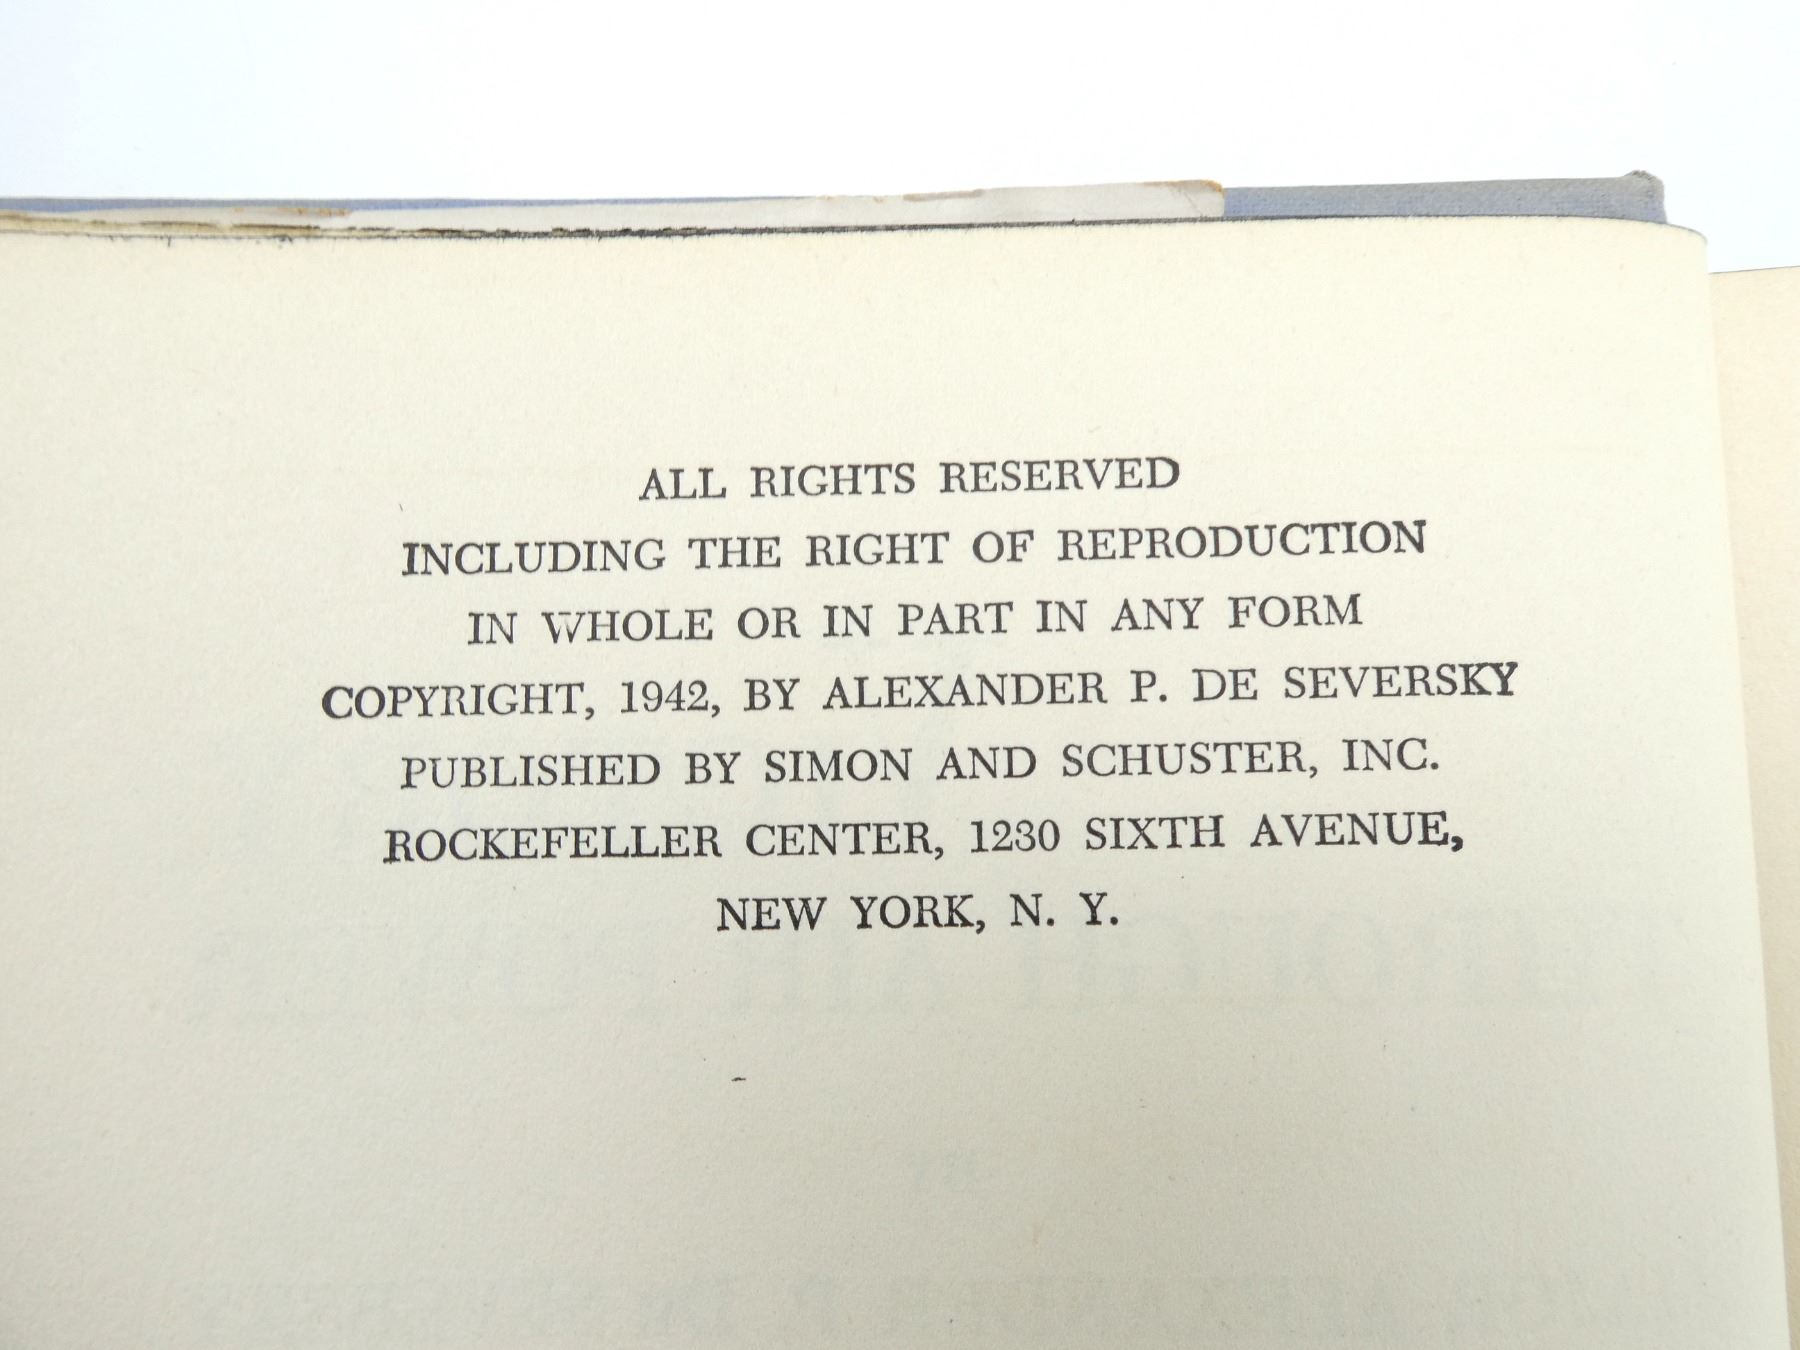 ALL RIGHTS RESERVED
INCLUDING THE RIGHT OF REPRODUCTION
IN WHOLE OR IN PART IN ANY FORM
COPYRIGHT, 1942, BY ALEXANDER P. DE SEVERSKY
PUBLISHED BY SIMON AND SCHUSTER, INC.
ROCKEFELLER CENTER, 1230 SIXTH AVENUE,
NEW YORK, N. Y.